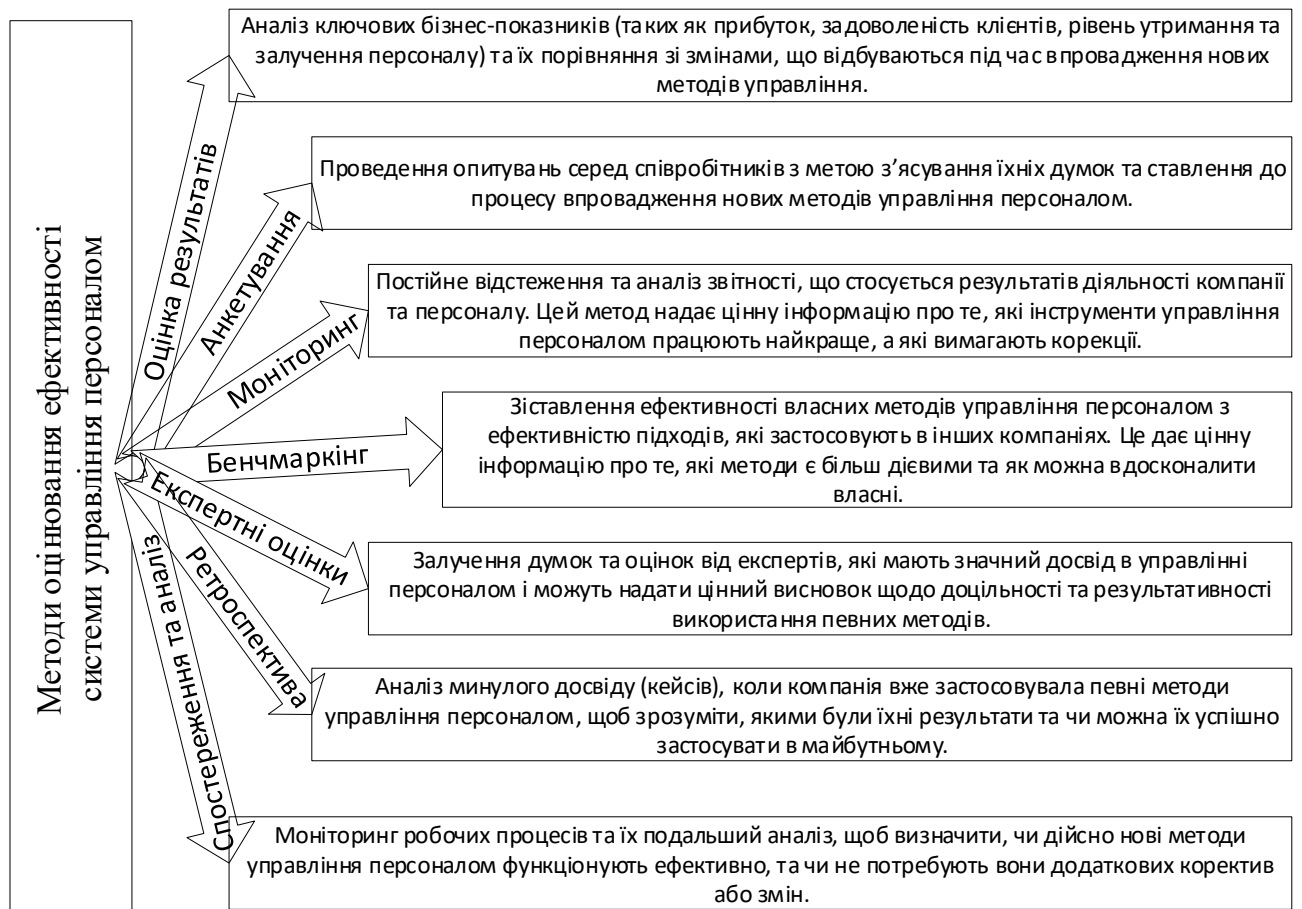 Методи оцінювання ефективності
системи управління персоналом
Оцінка результатів
Аналіз ключових бізнес-показників (таких як прибуток, задоволеність клієнтів, рівень утримання та
залучення персоналу) та їх порівняння зі змінами, що відбуваються під час впровадження нових
методів управління.
Анкетування
Проведення опитувань серед співробітників з метою з’ясування їхніх думок та ставлення до
процесу впровадження нових методів управління персоналом.
Моніторинг
Постійне відстеження та аналіз звітності, що стосується результатів діяльності компанії
та персоналу. Цей метод надає цінну інформацію про те, які інструменти управління
персоналом працюють найкраще, а які вимагають корекції.
Бенчмаркінг
Зіставлення ефективності власних методів управління персоналом з
ефективністю підходів, які застосовують в інших компаніях. Це дає цінну
інформацію про те, які методи є більш дієвими та як можна вдосконалити
власні.
Експертні оцінки
Залучення думок та оцінок від експертів, які мають значний досвід в управлінні
персоналом і можуть надати цінний висновок щодо доцільності та результативності
використання певних методів.
Ретроспектива
Аналіз минулого досвіду (кейсів), коли компанія вже застосовувала певні методи
управління персоналом, щоб зрозуміти, якими були їхні результати та чи можна їх успішно
застосувати в майбутньому.
Спостереження та аналіз
Моніторинг робочих процесів та їх подальший аналіз, щоб визначити, чи дійсно нові методи
управління персоналом функціонують ефективно, та чи не потребують вони додаткових коректив
або змін.